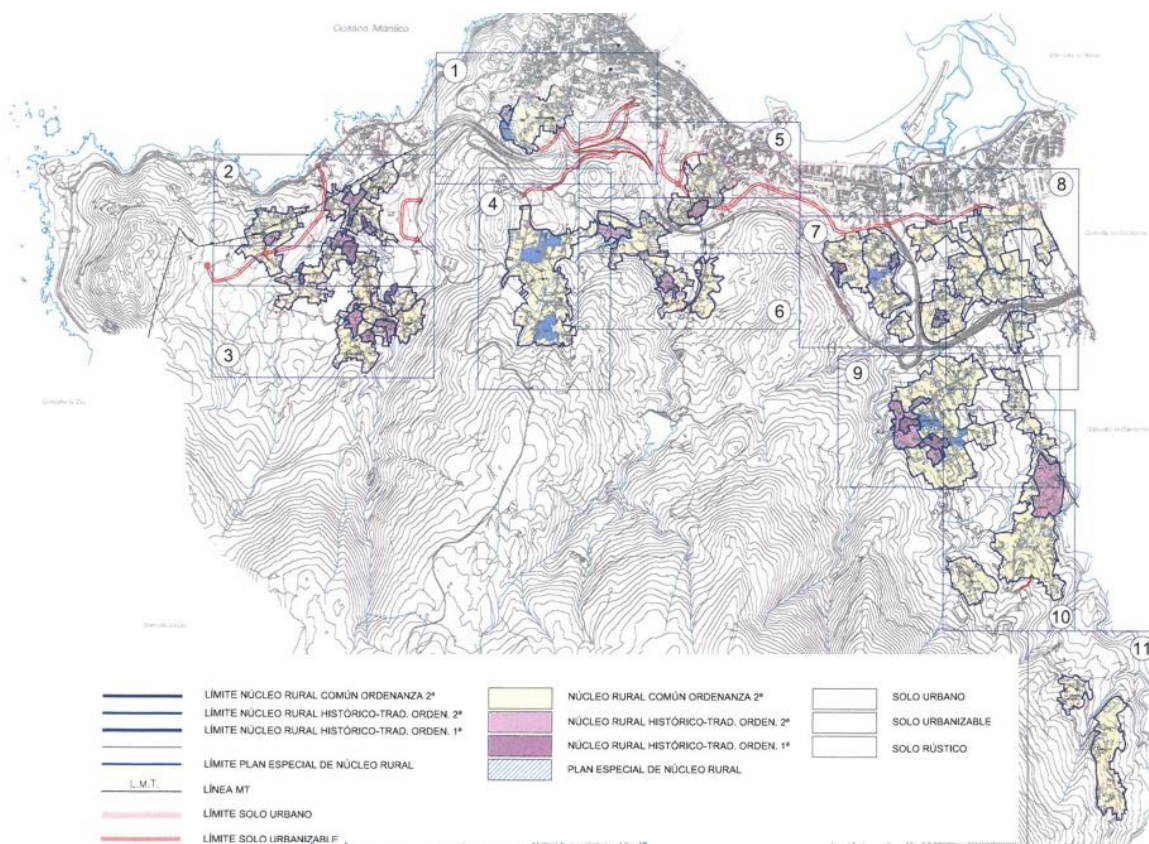 Océano Atlántico
1
5
2
8
4
7
6
3
9
10
11
LÍMITE NÚCLEO RURAL COMÚN ORDENANZA 2ª
LÍMITE NÚCLEO RURAL HISTÓRICO-TRAD. ORDEN. 2ª
LÍMITE NÚCLEO RURAL HISTÓRICO-TRAD. ORDEN. 1ª
LÍMITE PLAN ESPECIAL DE NÚCLEO RURAL
L.M.T.
LÍNEA MT
LÍMITE SOLO URBANO
LÍMITE SOLO URBANIZABLE
NÚCLEO RURAL COMÚN ORDENANZA 2ª
NÚCLEO RURAL HISTÓRICO-TRAD. ORDEN. 2ª
NÚCLEO RURAL HISTÓRICO-TRAD. ORDEN. 1ª
PLAN ESPECIAL DE NÚCLEO RURAL
SOLO URBANO
SOLO URBANIZABLE
SOLO RÚSTICO